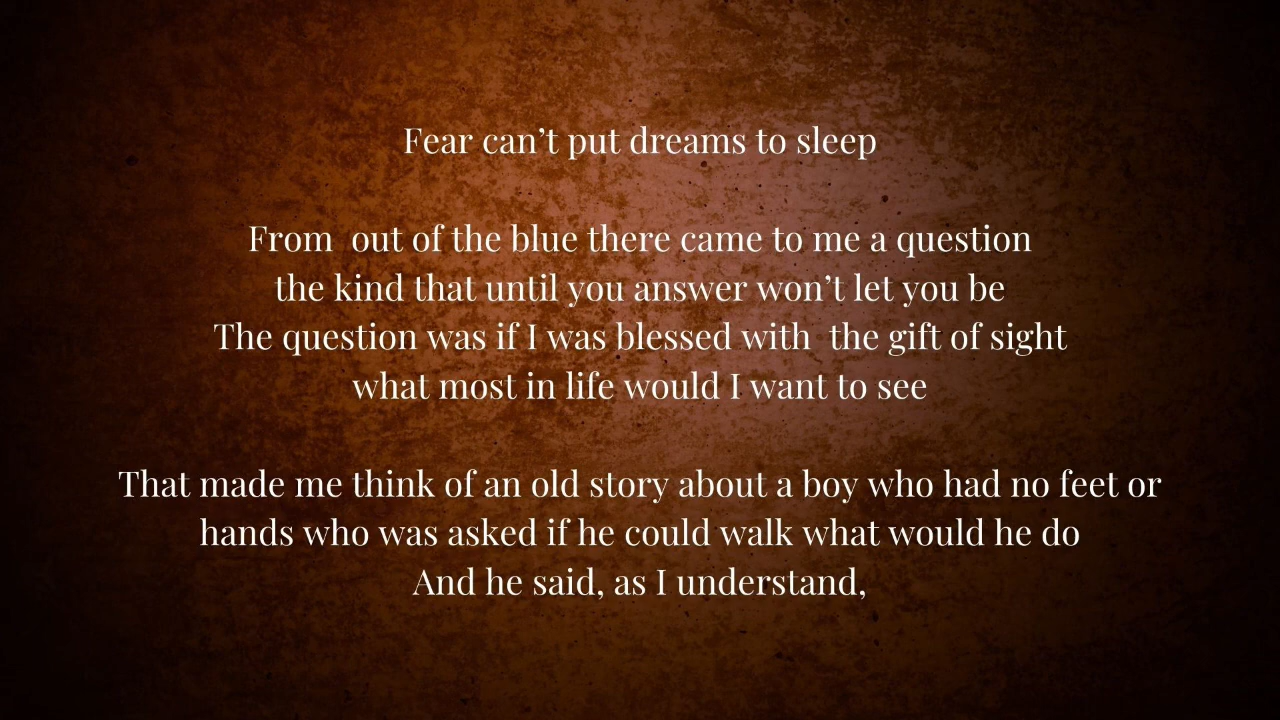 Fear can’t put dreams to sleep
From  out of the blue there came to me a question
the kind that until you answer won’t let you be
The question was if I was blessed with  the gift of sight
what most in life would I want to see
That made me think of an old story about a boy who had no feet or
hands who was asked if he could walk what would he do
And he said, as I understand,